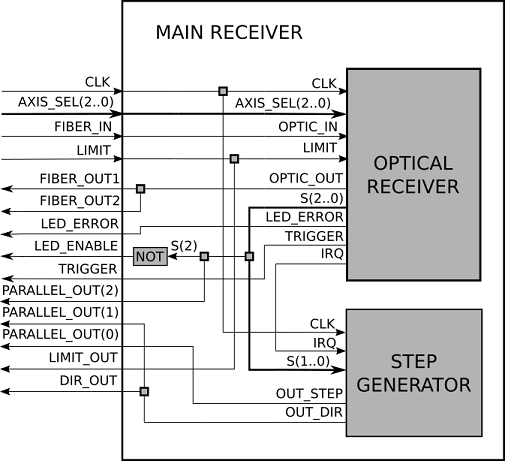 MAIN RECEIVER
CLK
CLK
AXIS_SEL(2..0)
AXIS_SEL(2..0)
FIBER_IN
OPTIC_IN
LIMIT
LIMIT
OPTICAL
RECEIVER
FIBER_OUT1
OPTIC_OUT
FIBER_OUT2
S(2..0)
LED_ERROR
LED_ERROR
LED_ENABLE
NOT
S(2)
TRIGGER
IRQ
TRIGGER
PARALLEL_OUT(2)
PARALLEL_OUT(1)
PARALLEL_OUT(0)
CLK
IRQ
LIMIT_OUT
S(1..0)
STEP
GENERATOR
DIR_OUT
OUT_STEP
OUT_DIR